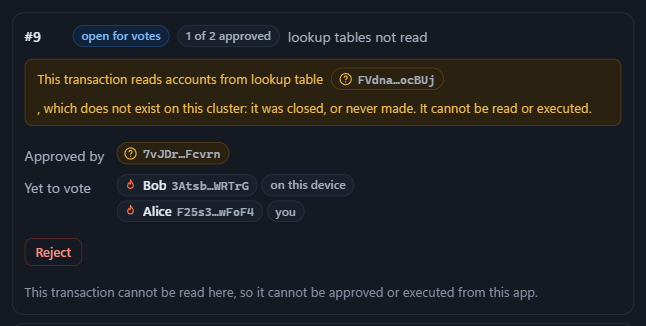 #9 open for votes 1 of 2 approved lookup tables not read
This transaction reads accounts from lookup table FVdna…ocBUj
, which does not exist on this cluster: it was closed, or never made. It cannot be read or executed.
Approved by 7vJDr…Fcvrn
Yet to vote Bob 3Atsb…WRTrG on this device
Alice F25s3…wFoF4 you
Reject
This transaction cannot be read here, so it cannot be approved or executed from this app.